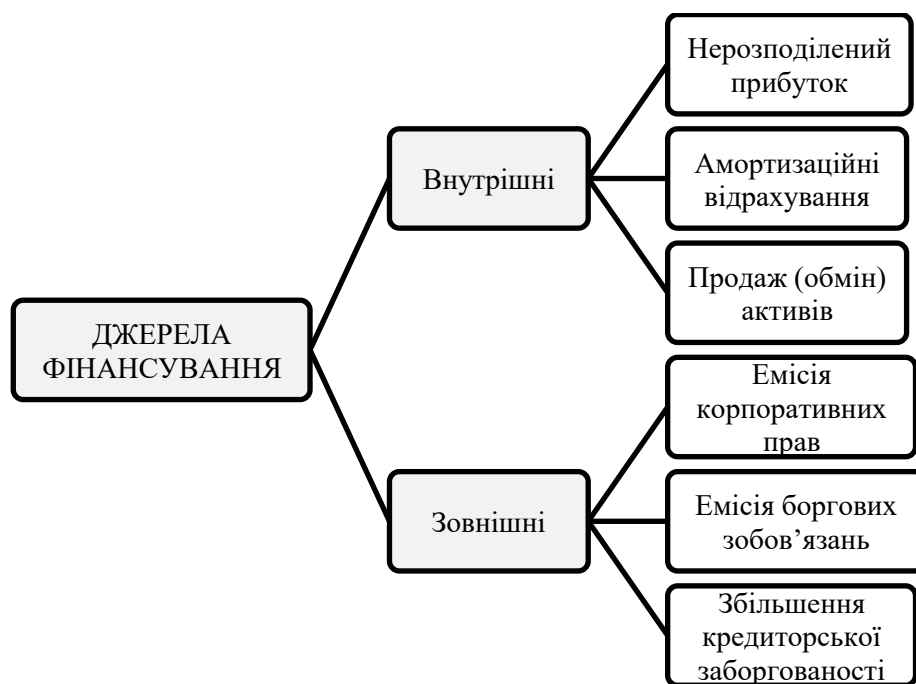 Нерозподілений
прибуток
Внутрішні
Амортизаційні
відрахування
Продаж (обмін)
активів
ДЖЕРЕЛА
ФІНАНСУВАННЯ
Емісія
корпоративних
прав
Зовнішні
Емісія боргових
зобов’язань
Збільшення
кредиторської
заборгованості